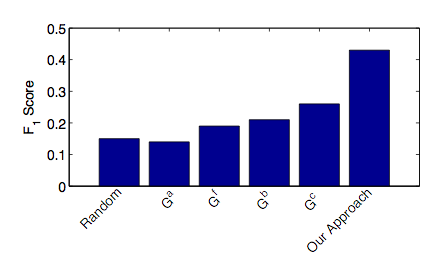 0.5
0.4
0.3
0.2
0.1
0
F₁ Score
Random
Gᵃ
Gᶠ
Gᵇ
Gᶜ
Our Approach